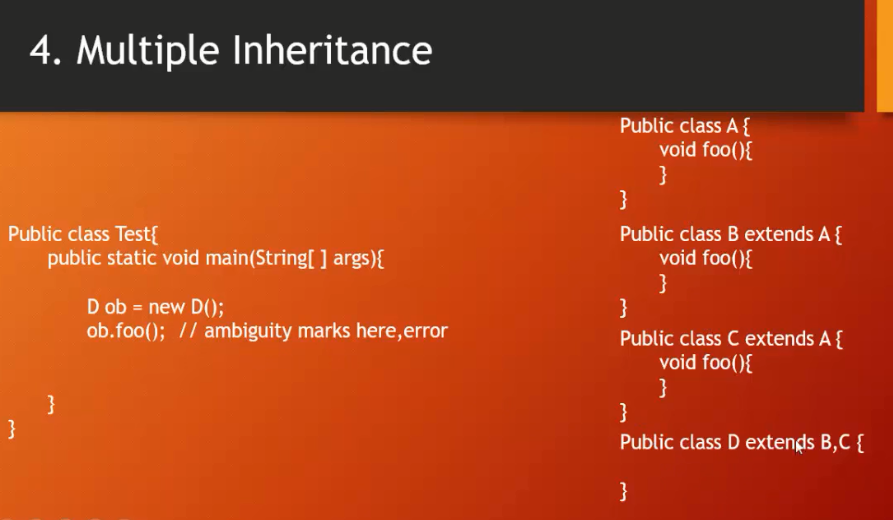 4. Multiple Inheritance
Public class Test{
public static void main(String[ ] args){
D ob = new D();
ob.foo(); // ambiguity marks here,error
}
}
Public class A {
void foo(){
}
}
Public class B extends A {
void foo(){
}
}
Public class C extends A {
void foo(){
}
}
Public class D extends B,C {
}